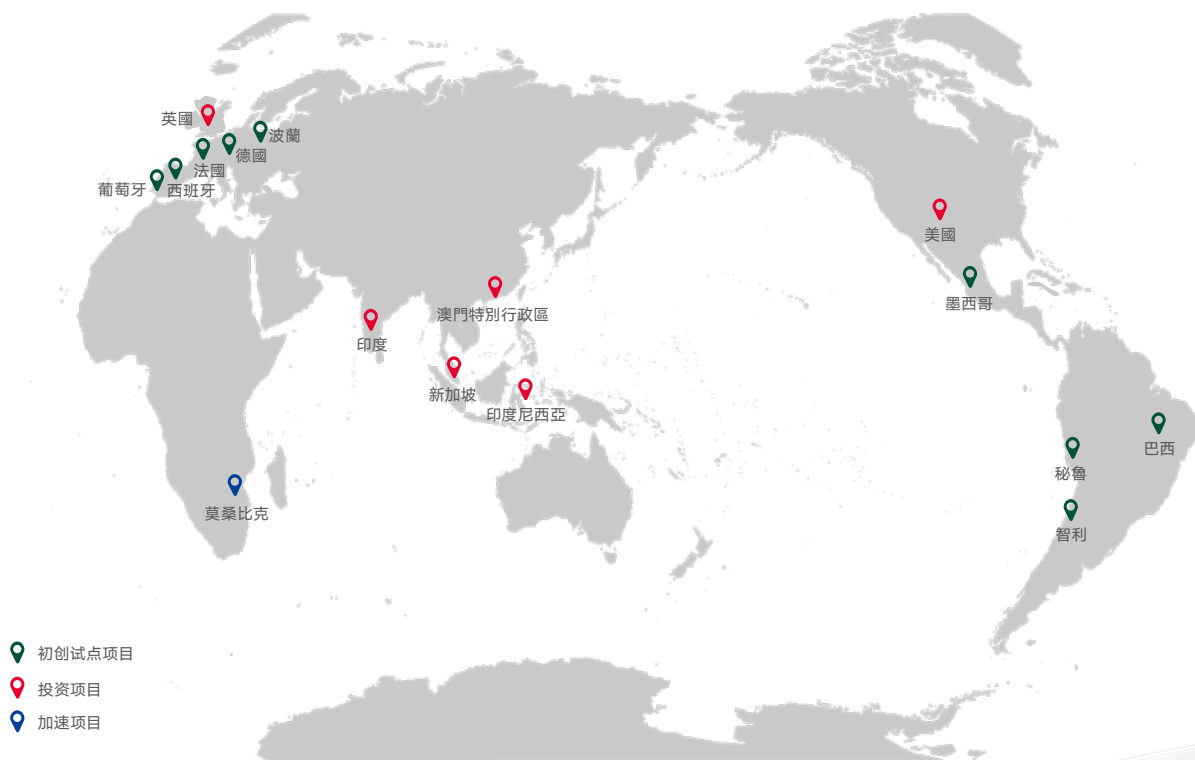 英國
波蘭
德國
法國
葡萄牙
西班牙
美國
墨西哥
澳門特別行政區
印度
新加坡
印度尼西亞
巴西
秘魯
莫桑比克
智利
初创试点项目
投资项目
加速项目